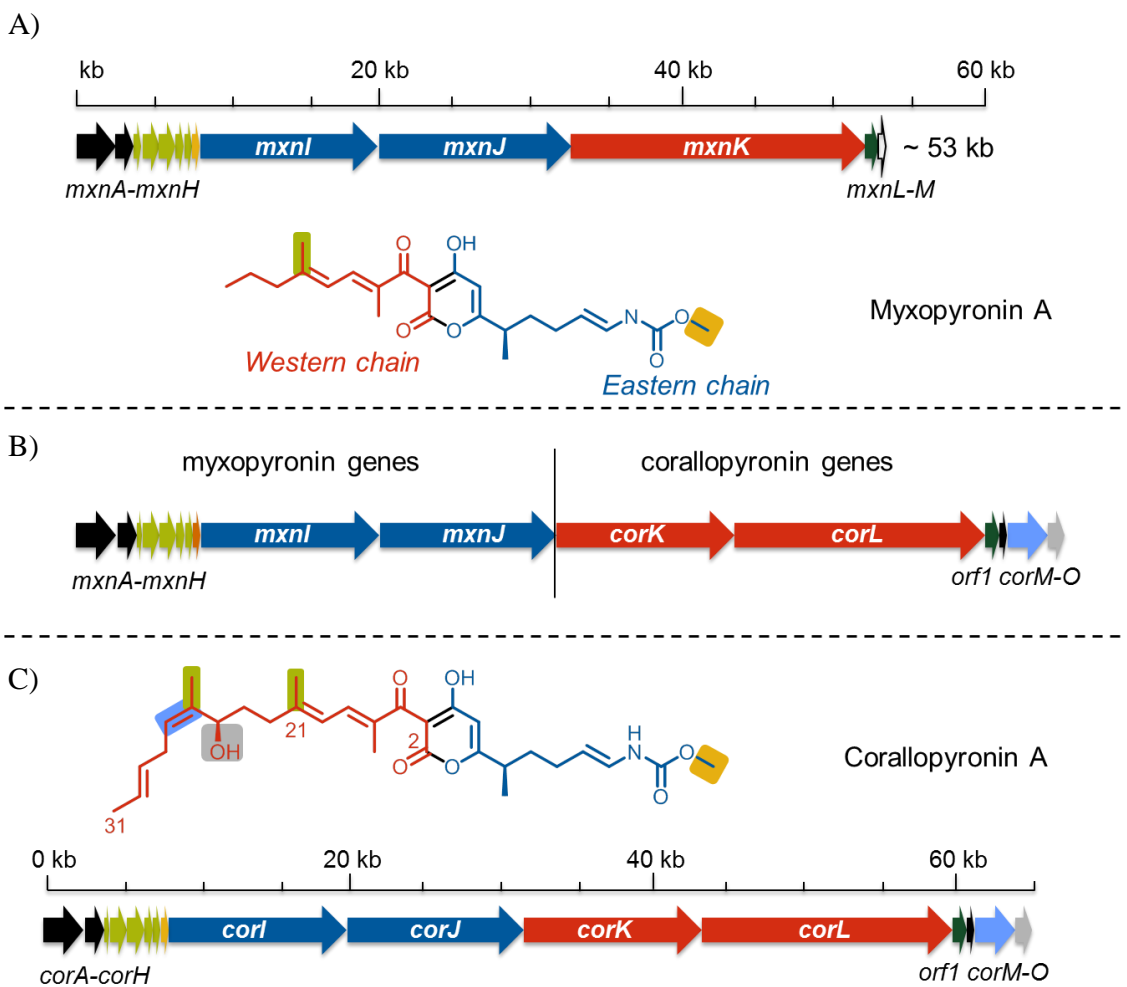 A)
kb 20 kb 40 kb 60 kb
mxnI mxnJ mxnK ~ 53 kb
mxnA-mxnH mxnL-M
O OH
O O N O
O
Myxopyronin A
Western chain
Eastern chain
B)
myxopyronin genes corallopyronin genes
mxnI mxnJ corK corL
mxnA-mxnH orf1 corM-O
C)
O OH
21
OH 2 H
O O N O
O
Corallopyronin A
31
0 kb 20 kb 40 kb 60 kb
corI corJ corK corL
corA-corH orf1 corM-O